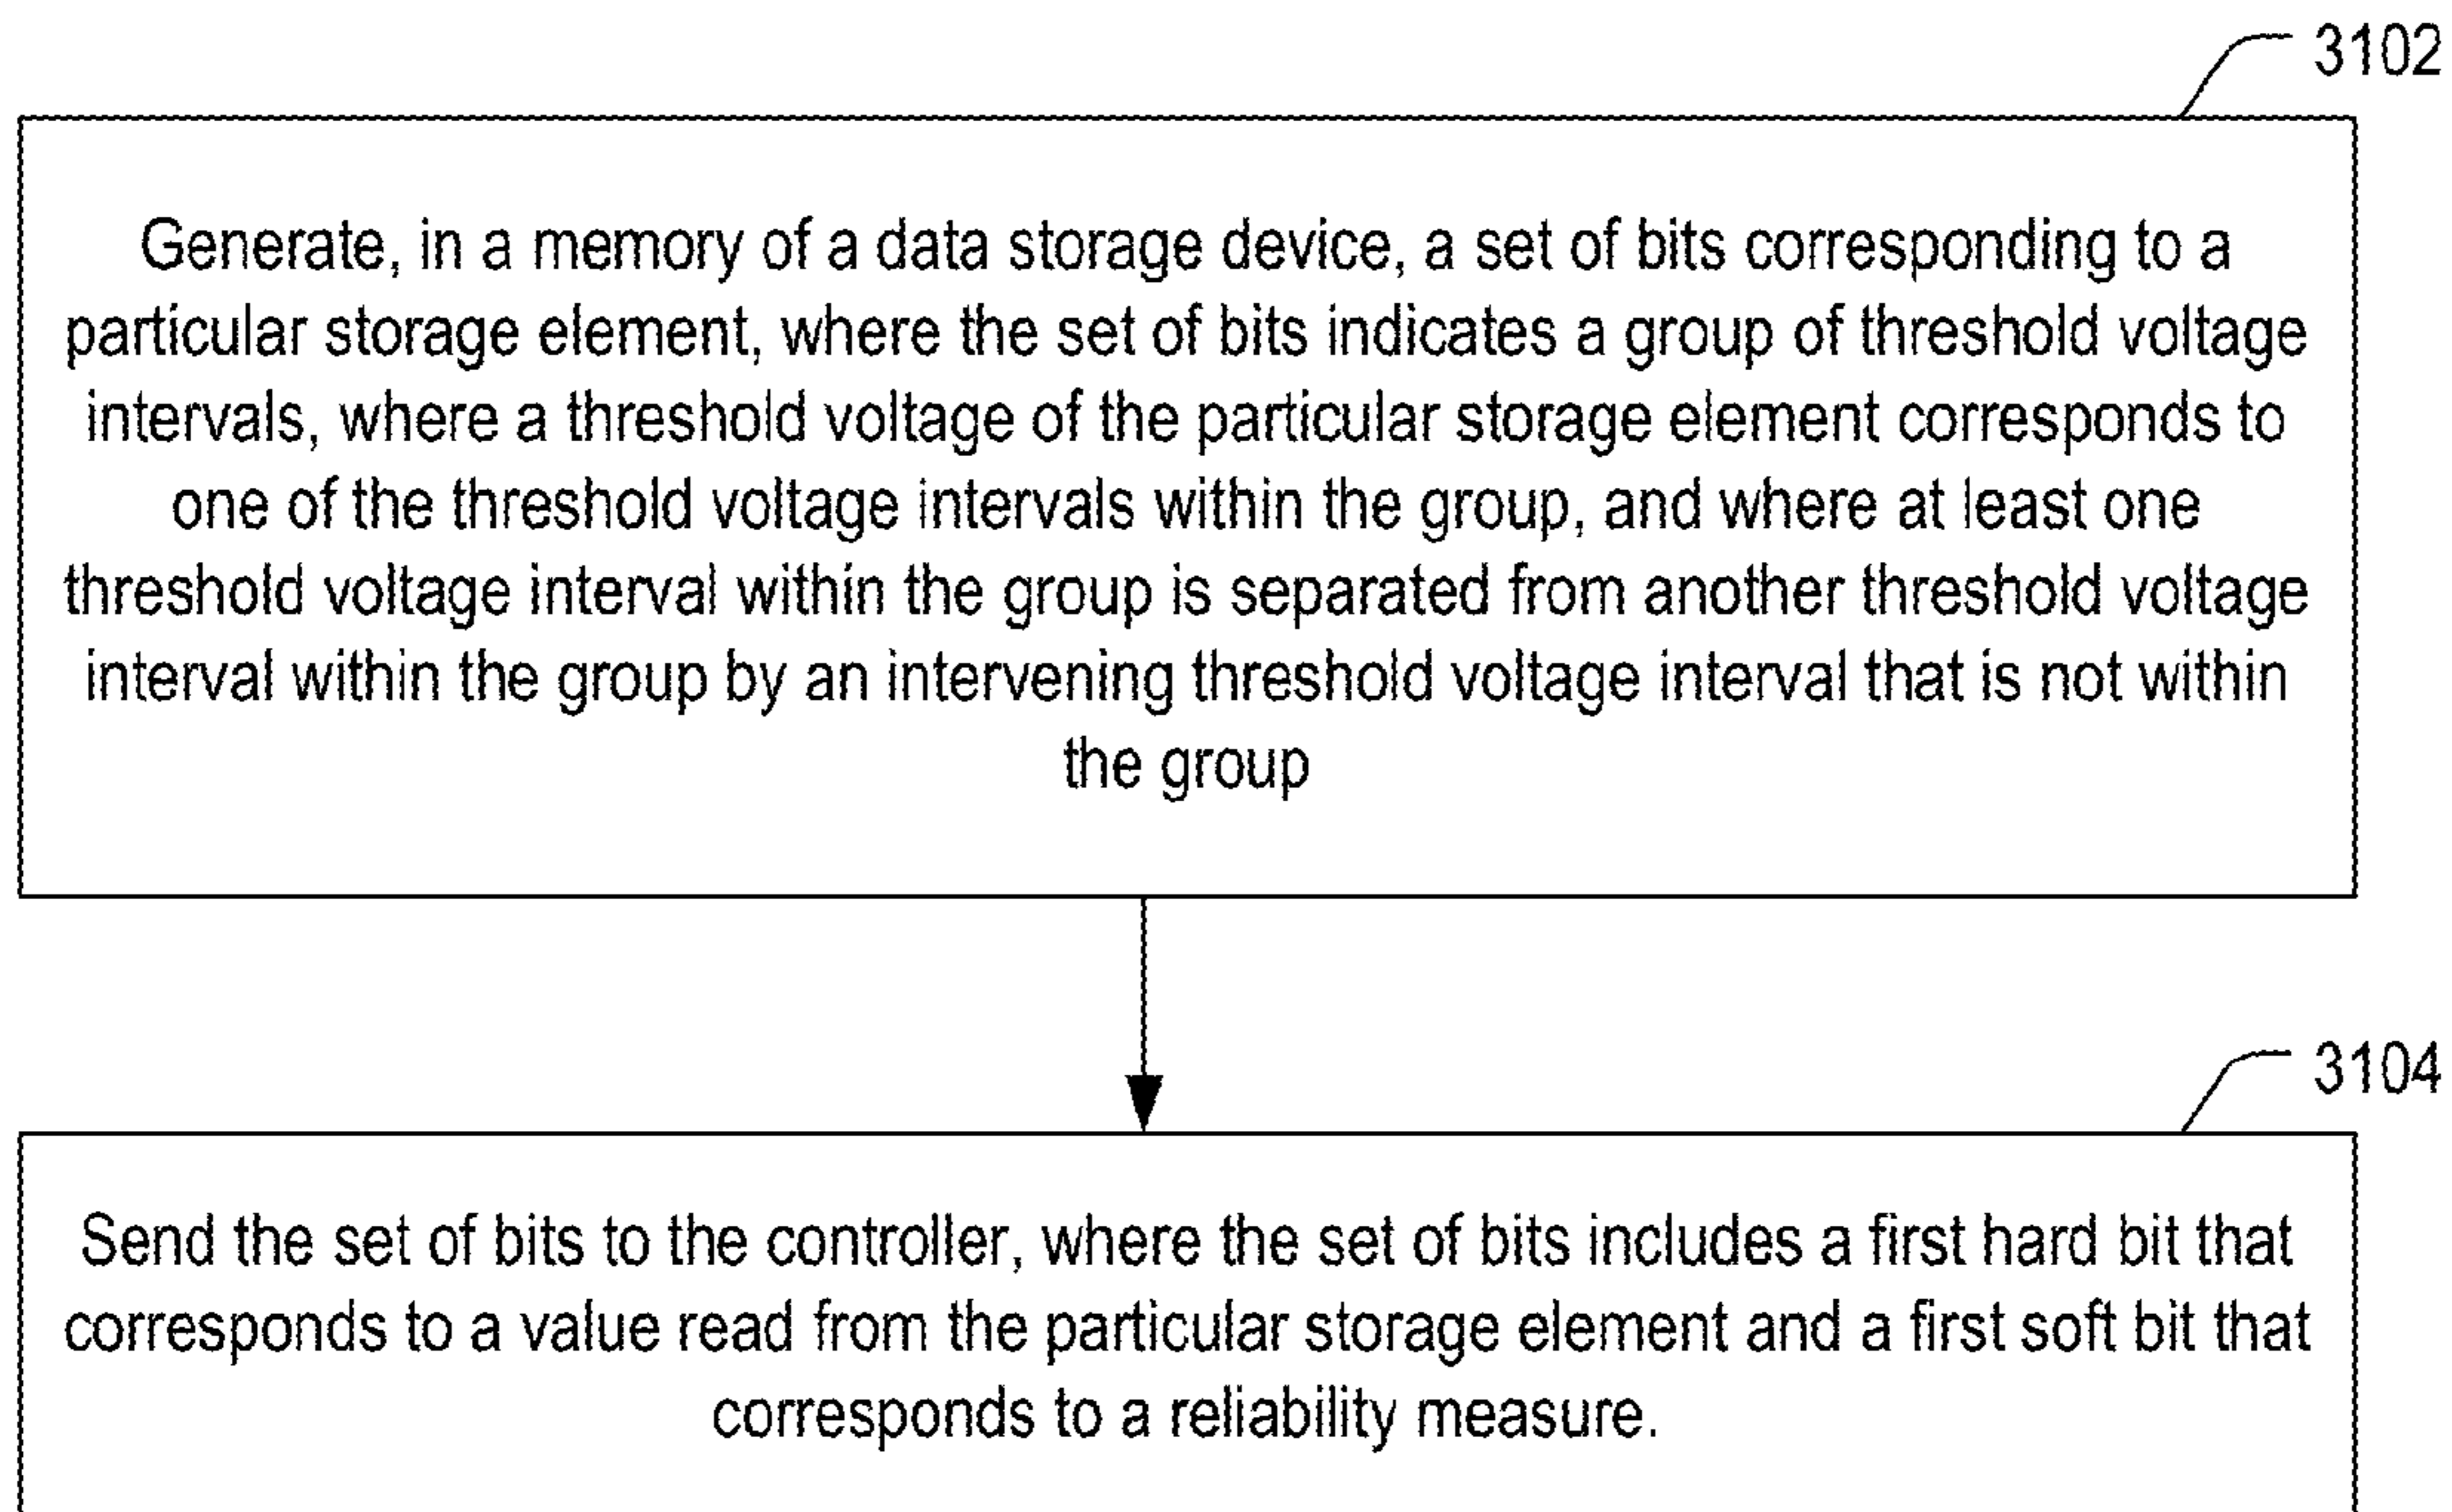 3102
Generate, in a memory of a data storage device, a set of bits corresponding to a
particular storage element, where the set of bits indicates a group of threshold voltage
intervals, where a threshold voltage of the particular storage element corresponds to
one of the threshold voltage intervals within the group, and where at least one
threshold voltage interval within the group is separated from another threshold voltage
interval within the group by an intervening threshold voltage interval that is not within
the group
3104
Send the set of bits to the controller, where the set of bits includes a first hard bit that
corresponds to a value read from the particular storage element and a first soft bit that
corresponds to a reliability measure.